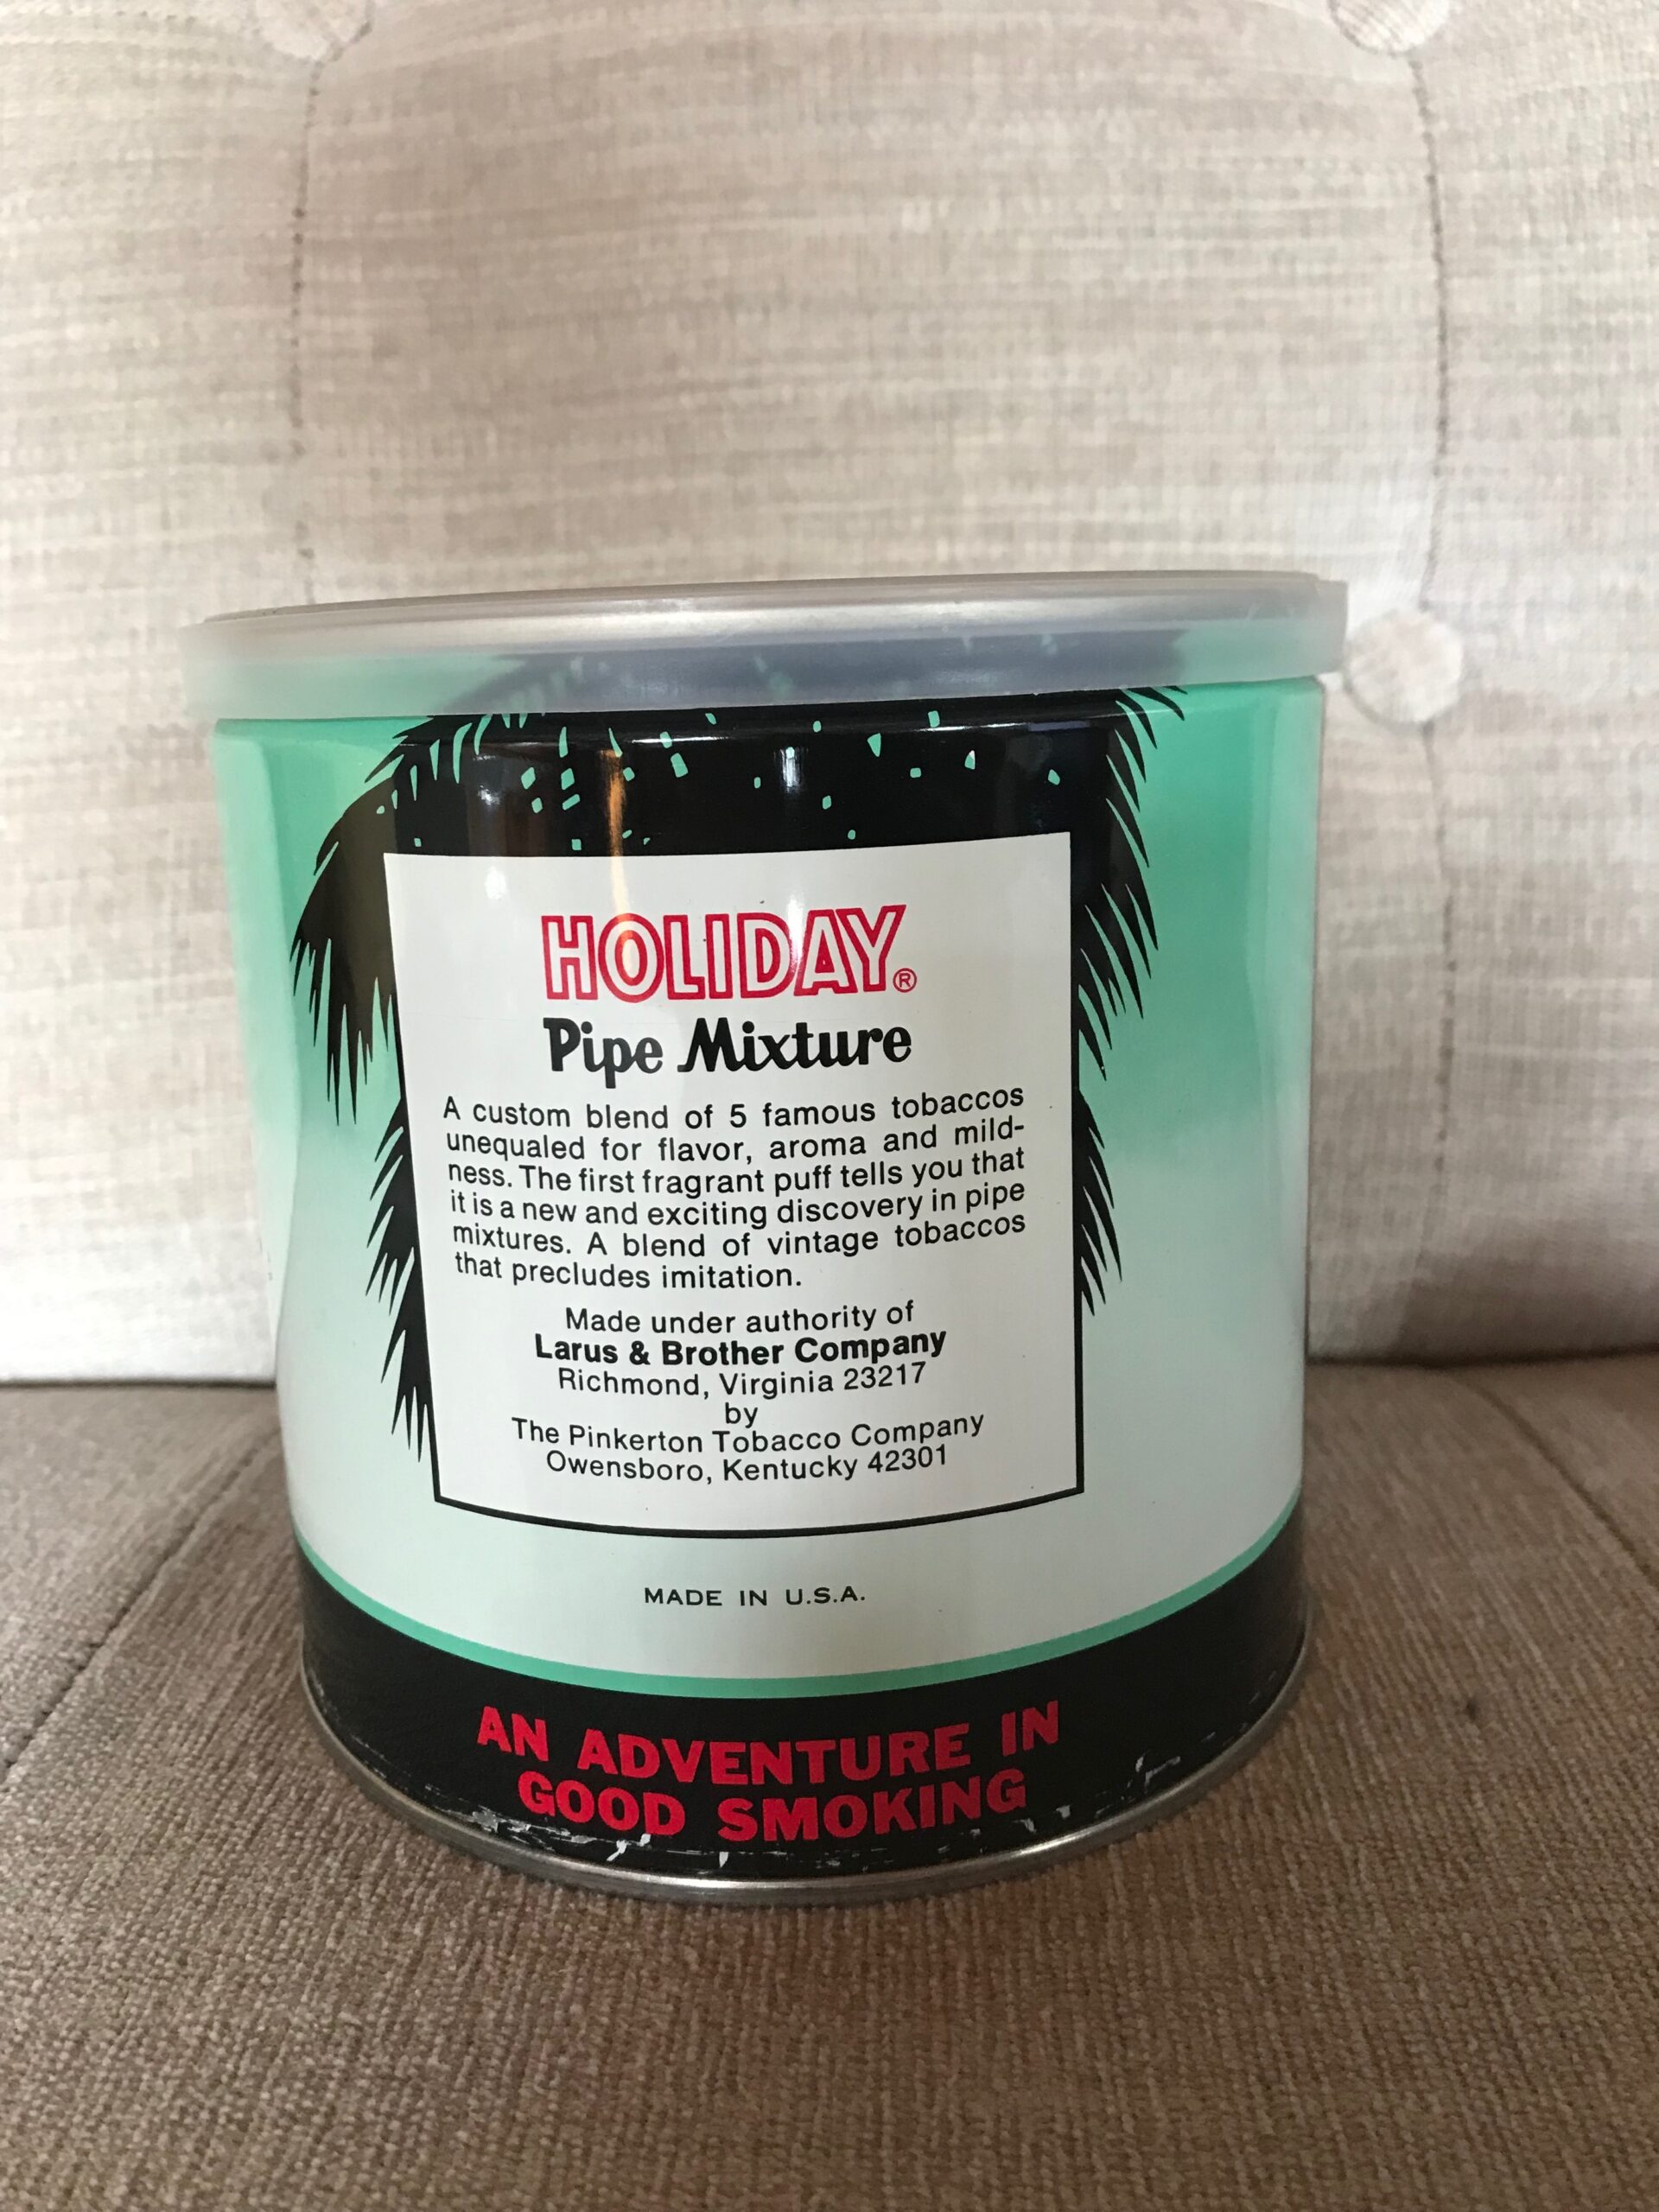 HOLIDAY®
Pipe Mixture
A custom blend of 5 famous tobaccos
unequaled for flavor, aroma and mild-
ness. The first fragrant puff tells you that
it is a new and exciting discovery in pipe
mixtures. A blend of vintage tobaccos
that precludes imitation.
Made under authority of
Larus & Brother Company
Richmond, Virginia 23217
by
The Pinkerton Tobacco Company
Owensboro, Kentucky 42301
MADE IN U.S.A.
AN ADVENTURE IN
GOOD SMOKING